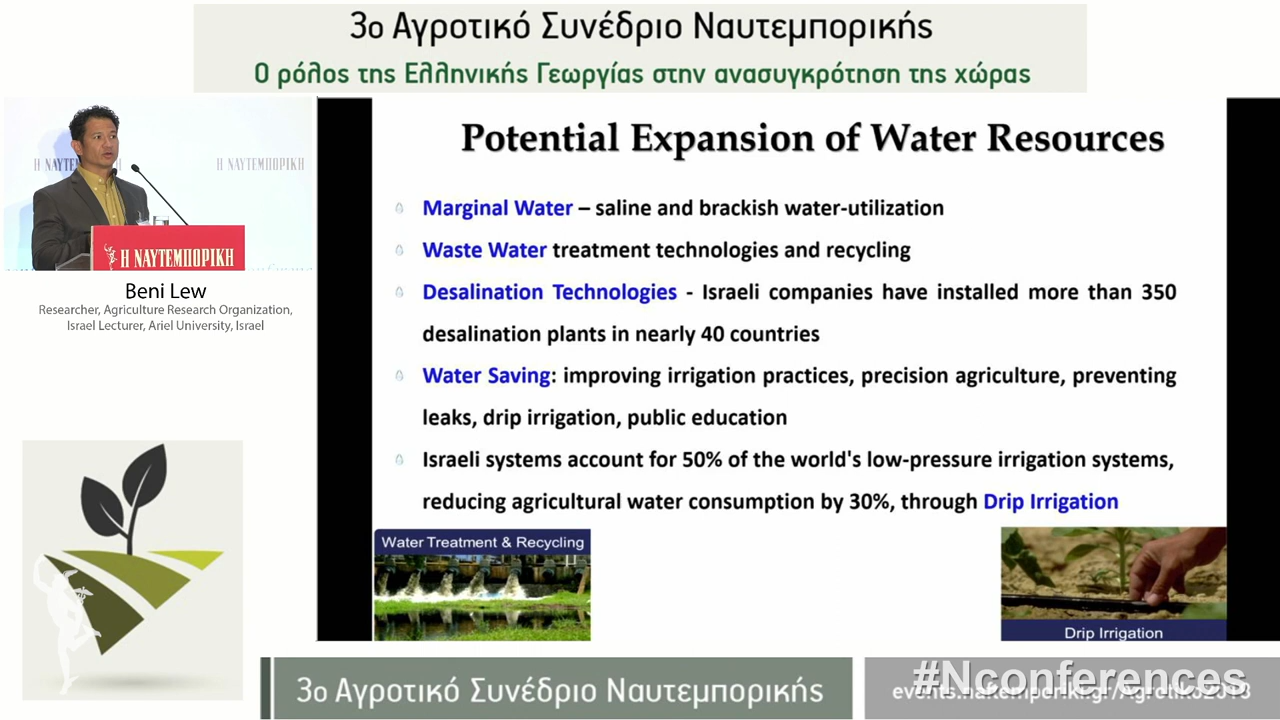 3ο Αγροτικό Συνέδριο Ναυτεμπορικής
Ο ρόλος της Ελληνικής Γεωργίας στην ανασυγκρότηση της χώρας
Η ΝΑΥΤΕΜΠΟΡΙΚΗ
Η ΝΑΥΤΕΜΠΟΡΙΚΗ
Beni Lew
Researcher, Agriculture Research Organization,
Israel Lecturer, Ariel University, Israel
Potential Expansion of Water Resources
Marginal Water – saline and brackish water-utilization
Waste Water treatment technologies and recycling
Desalination Technologies - Israeli companies have installed more than 350
desalination plants in nearly 40 countries
Water Saving: improving irrigation practices, precision agriculture, preventing
leaks, drip irrigation, public education
Israeli systems account for 50% of the world's low-pressure irrigation systems,
reducing agricultural water consumption by 30%, through Drip Irrigation
Water Treatment & Recycling
Drip Irrigation
3ο Αγροτικό Συνέδριο Ναυτεμπορικής
#Nconferences